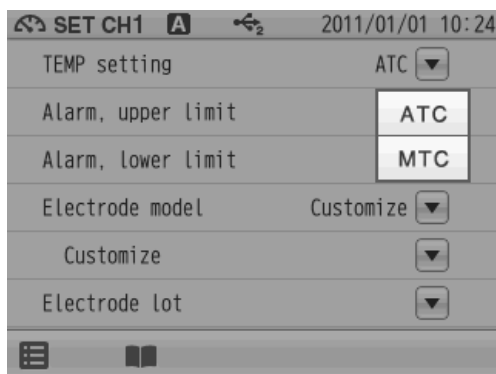 SET CH1 A 2 2011/01/01 10:24
TEMP setting ATC
Alarm, upper limit ATC
Alarm, lower limit MTC
Electrode model Customize
Customize
Electrode lot